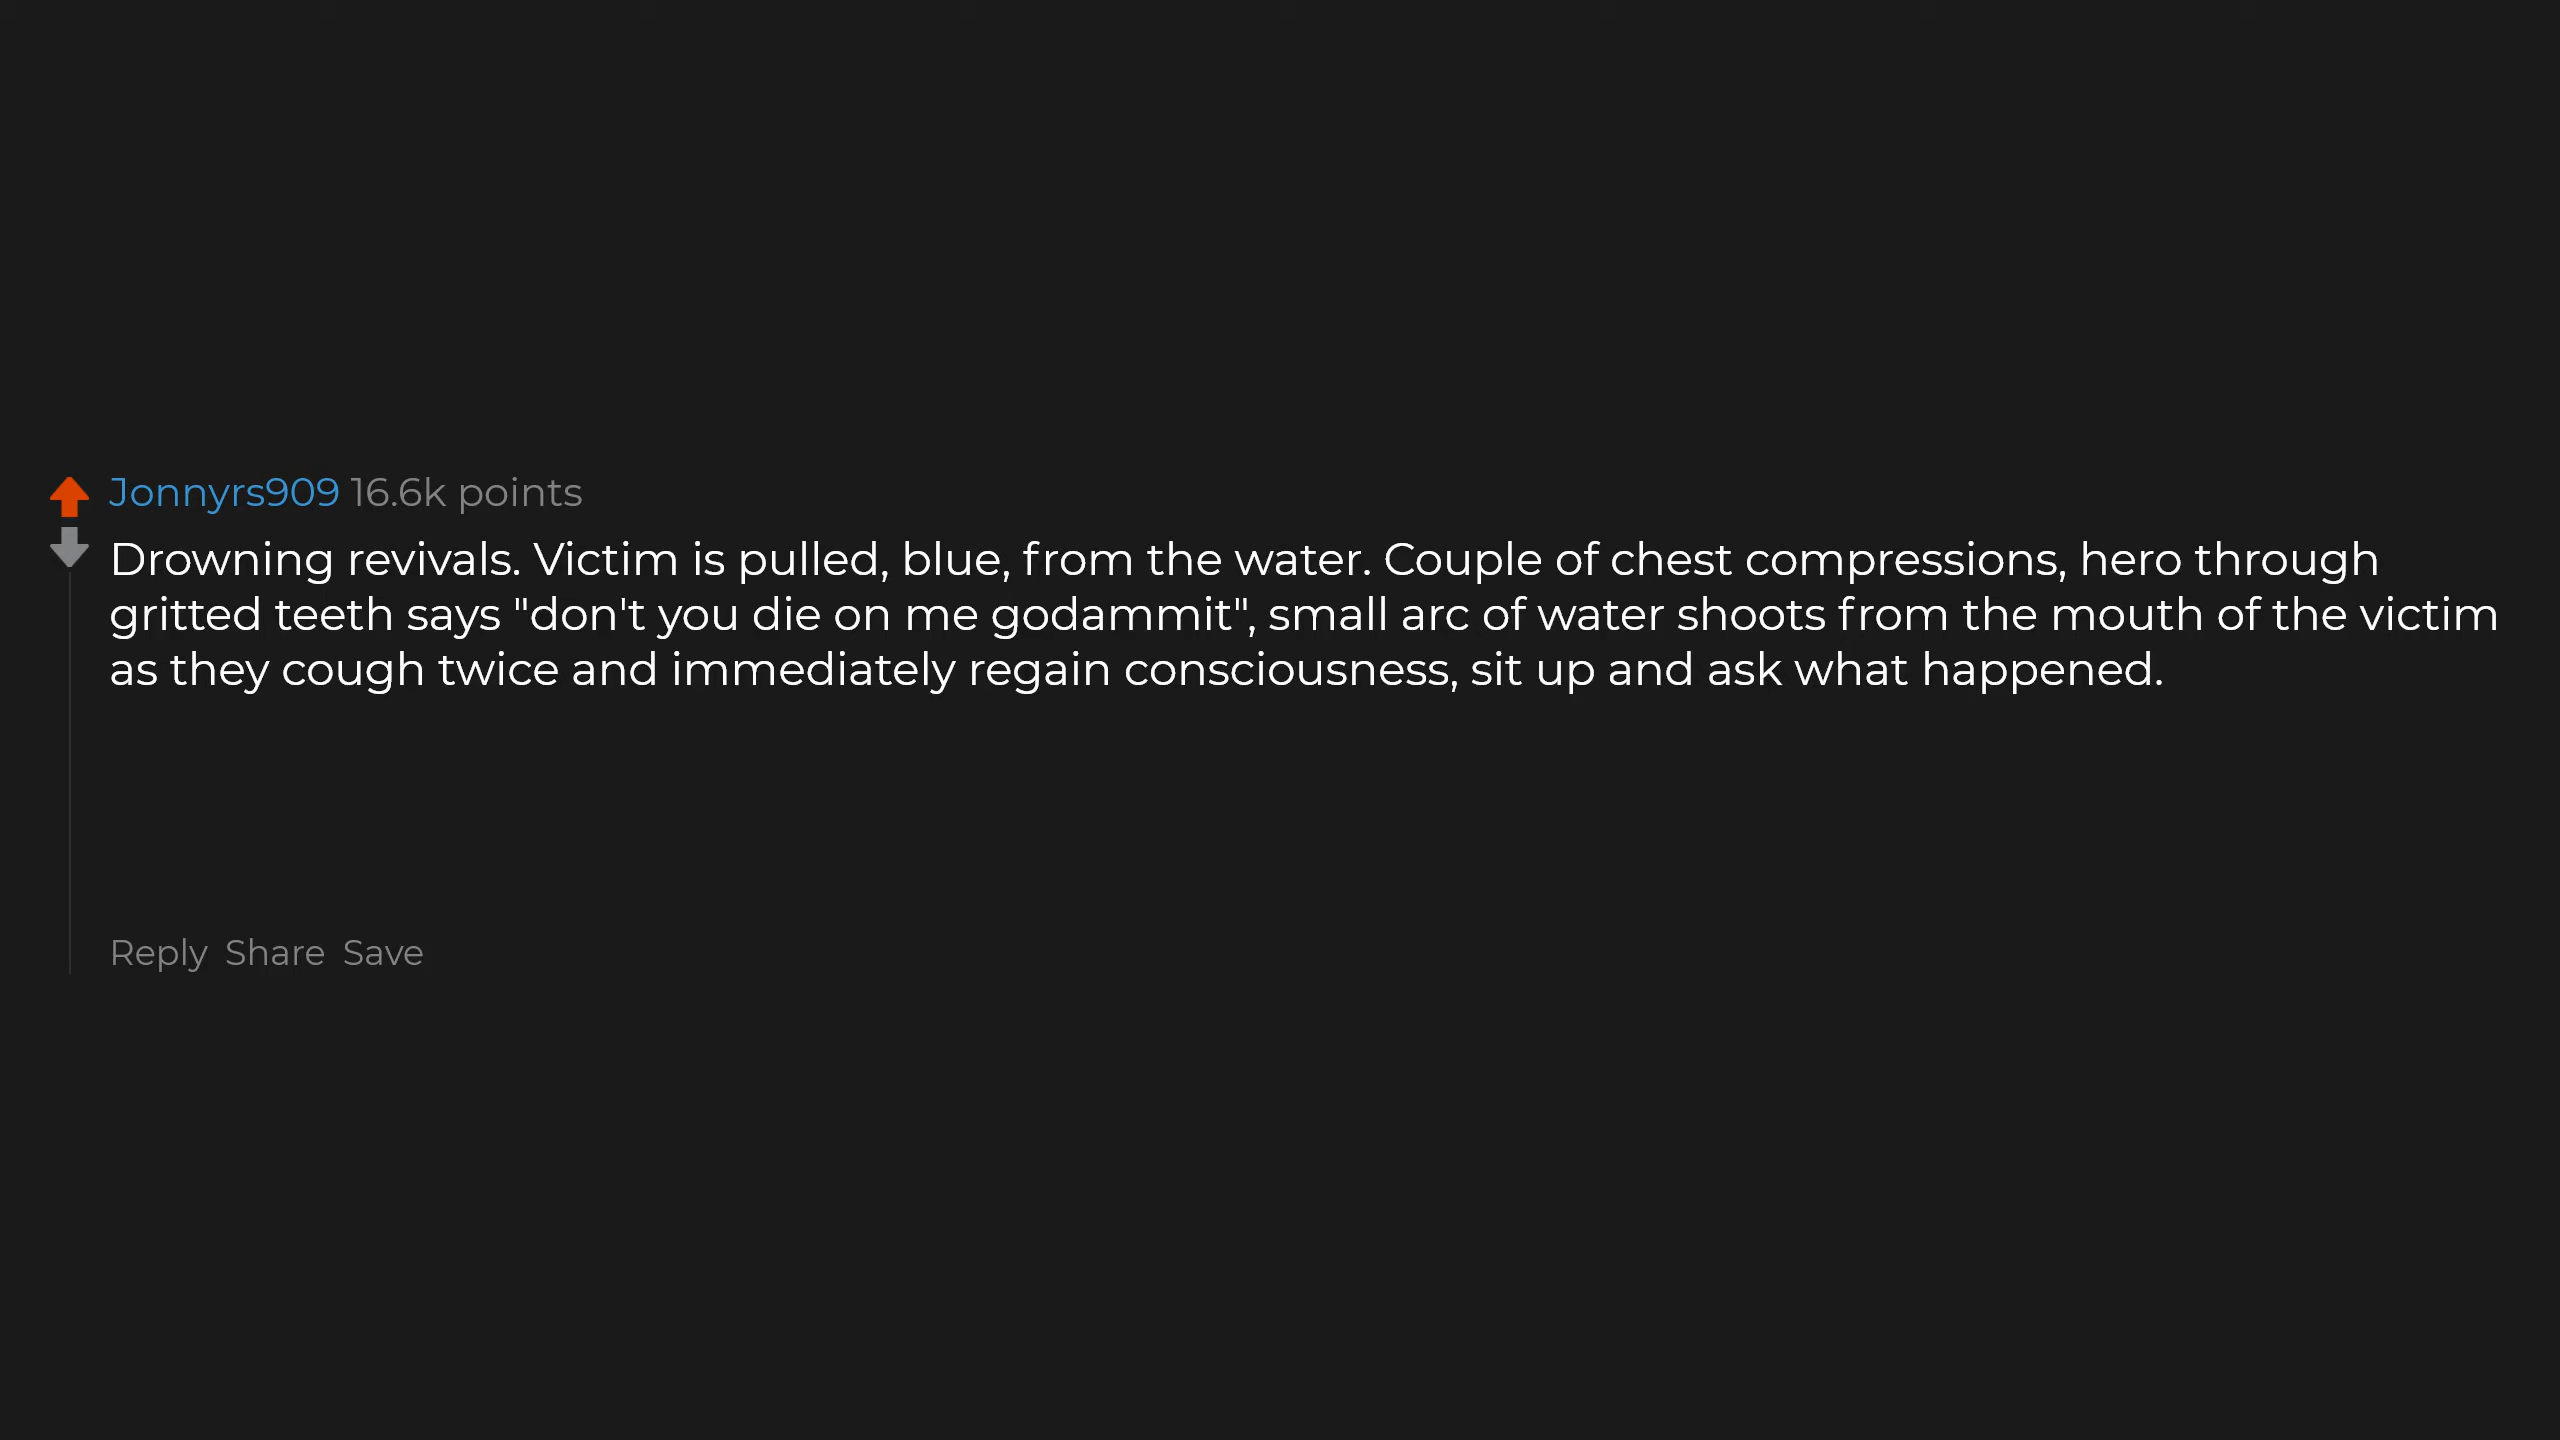 Jonnyrs909 16.6k points
Drowning revivals. Victim is pulled, blue, from the water. Couple of chest compressions, hero through
gritted teeth says "don't you die on me godammit", small arc of water shoots from the mouth of the victim
as they cough twice and immediately regain consciousness, sit up and ask what happened.
Reply Share Save